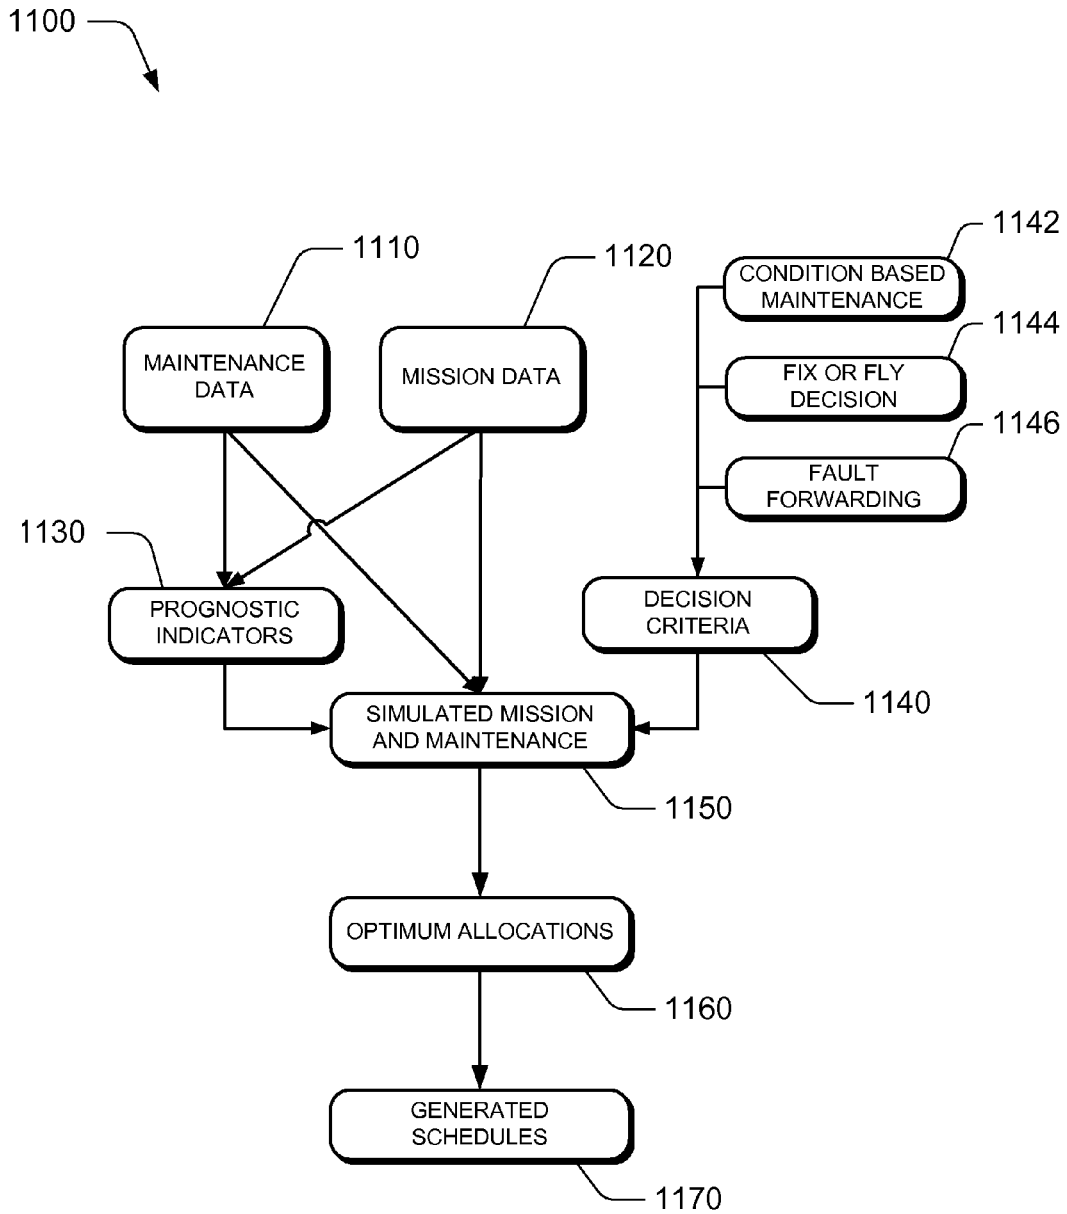 1100
1110
1120
1142
CONDITION BASED
MAINTENANCE
1144
MAINTENANCE
DATA
MISSION DATA
FIX OR FLY
DECISION
1146
FAULT
FORWARDING
1130
PROGNOSTIC
INDICATORS
DECISION
CRITERIA
1140
SIMULATED MISSION
AND MAINTENANCE
1150
OPTIMUM ALLOCATIONS
1160
GENERATED
SCHEDULES
1170